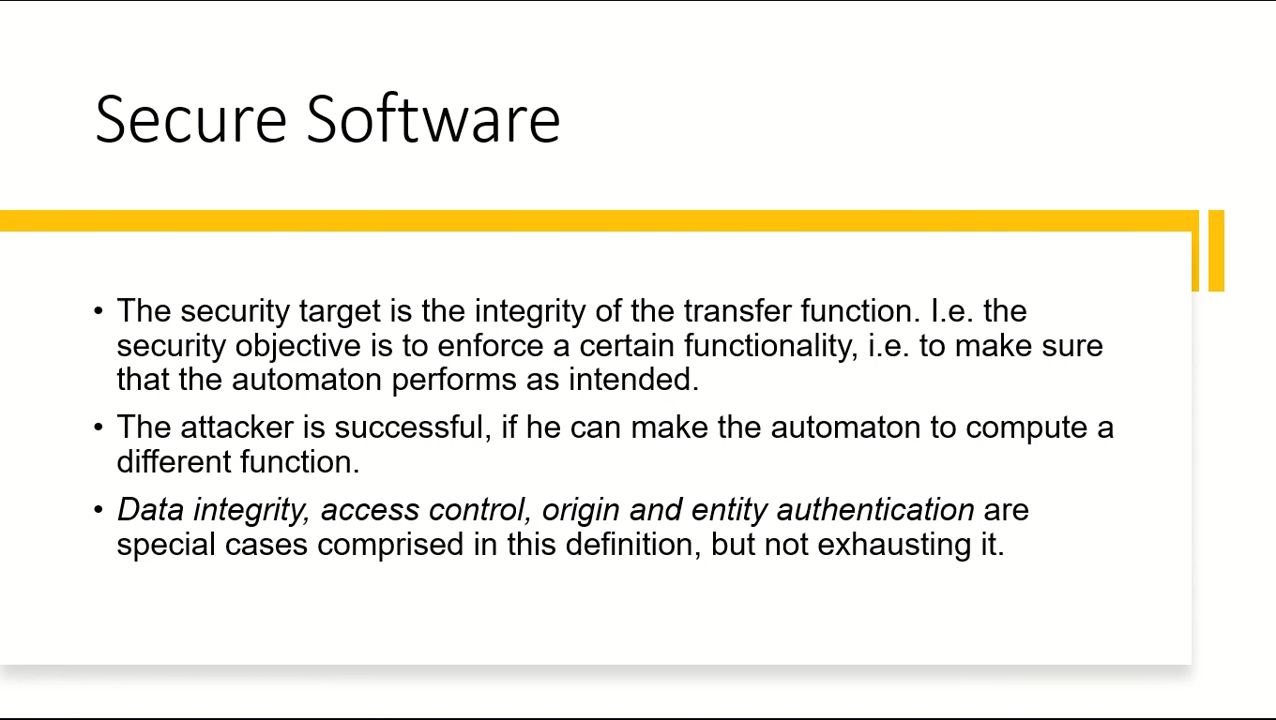 Secure Software
• The security target is the integrity of the transfer function. I.e. the
security objective is to enforce a certain functionality, i.e. to make sure
that the automaton performs as intended.
• The attacker is successful, if he can make the automaton to compute a
different function.
• Data integrity, access control, origin and entity authentication are
special cases comprised in this definition, but not exhausting it.